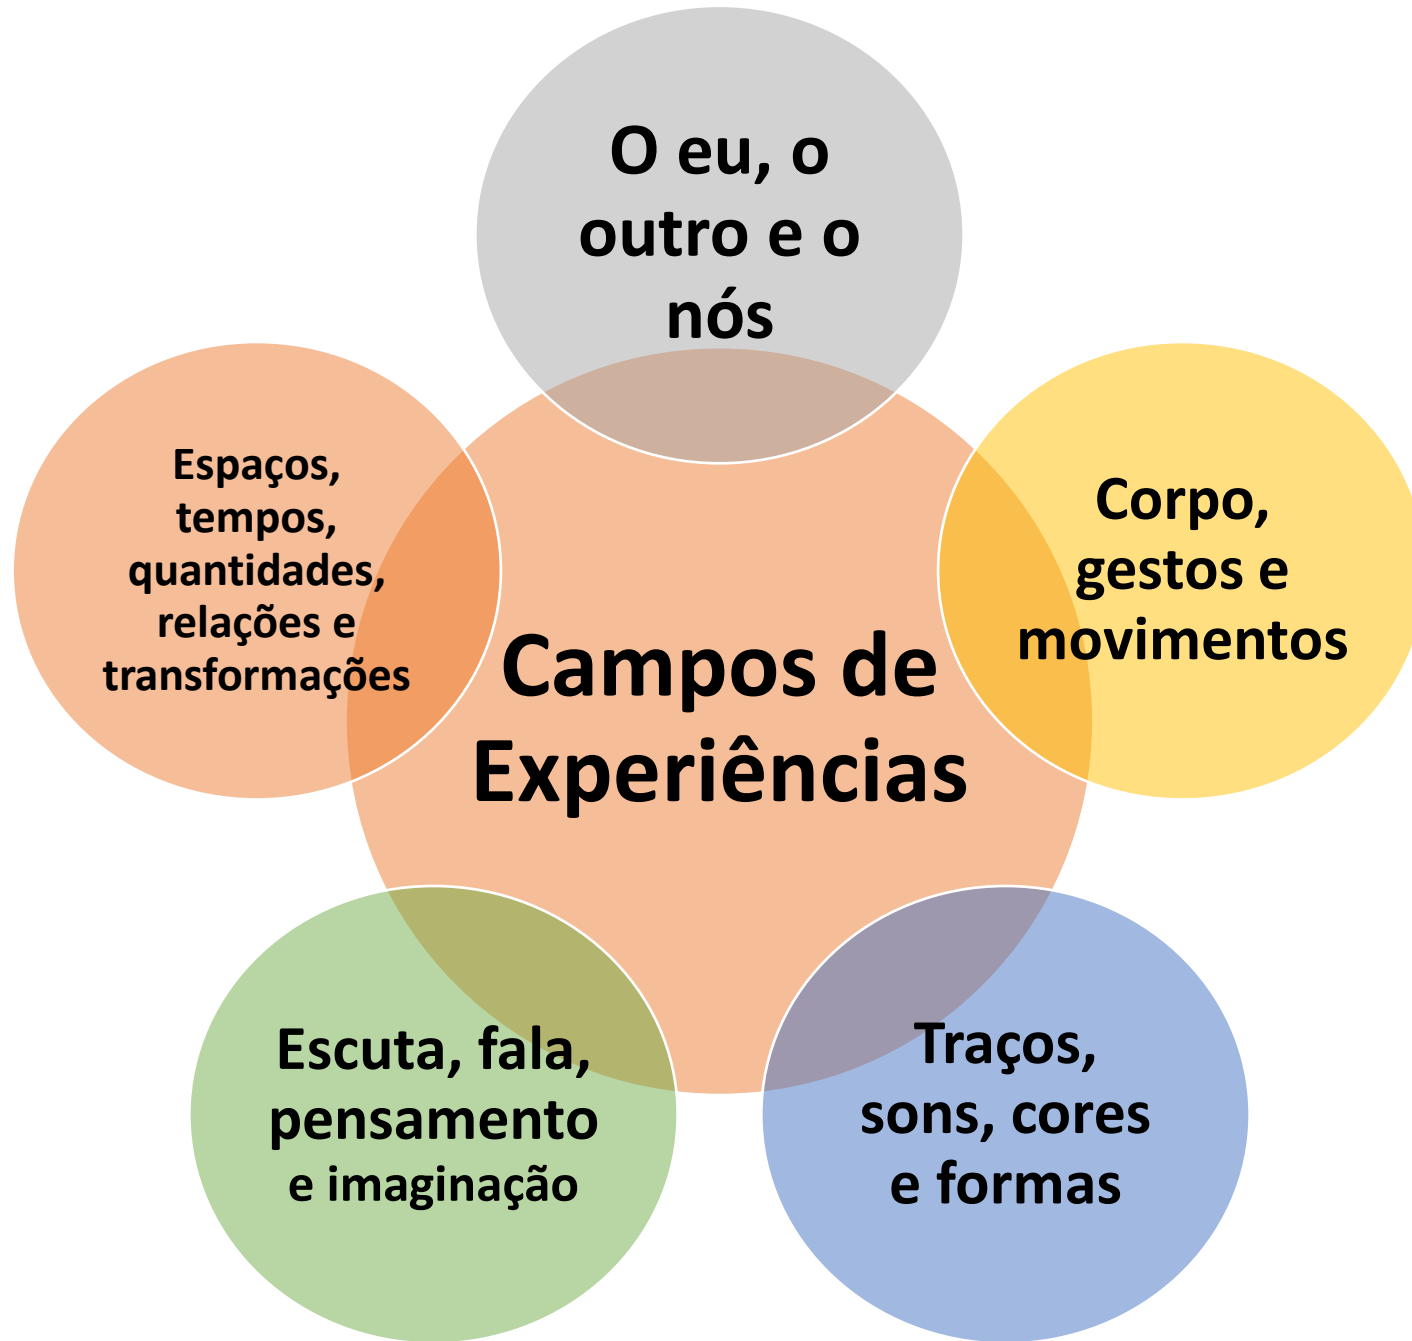 O eu, o
outro e o
nós
Espaços,
tempos,
quantidades,
relações e
transformações
Corpo,
gestos e
movimentos
Campos de
Experiências
Escuta, fala,
pensamento
e imaginação
Traços,
sons, cores
e formas